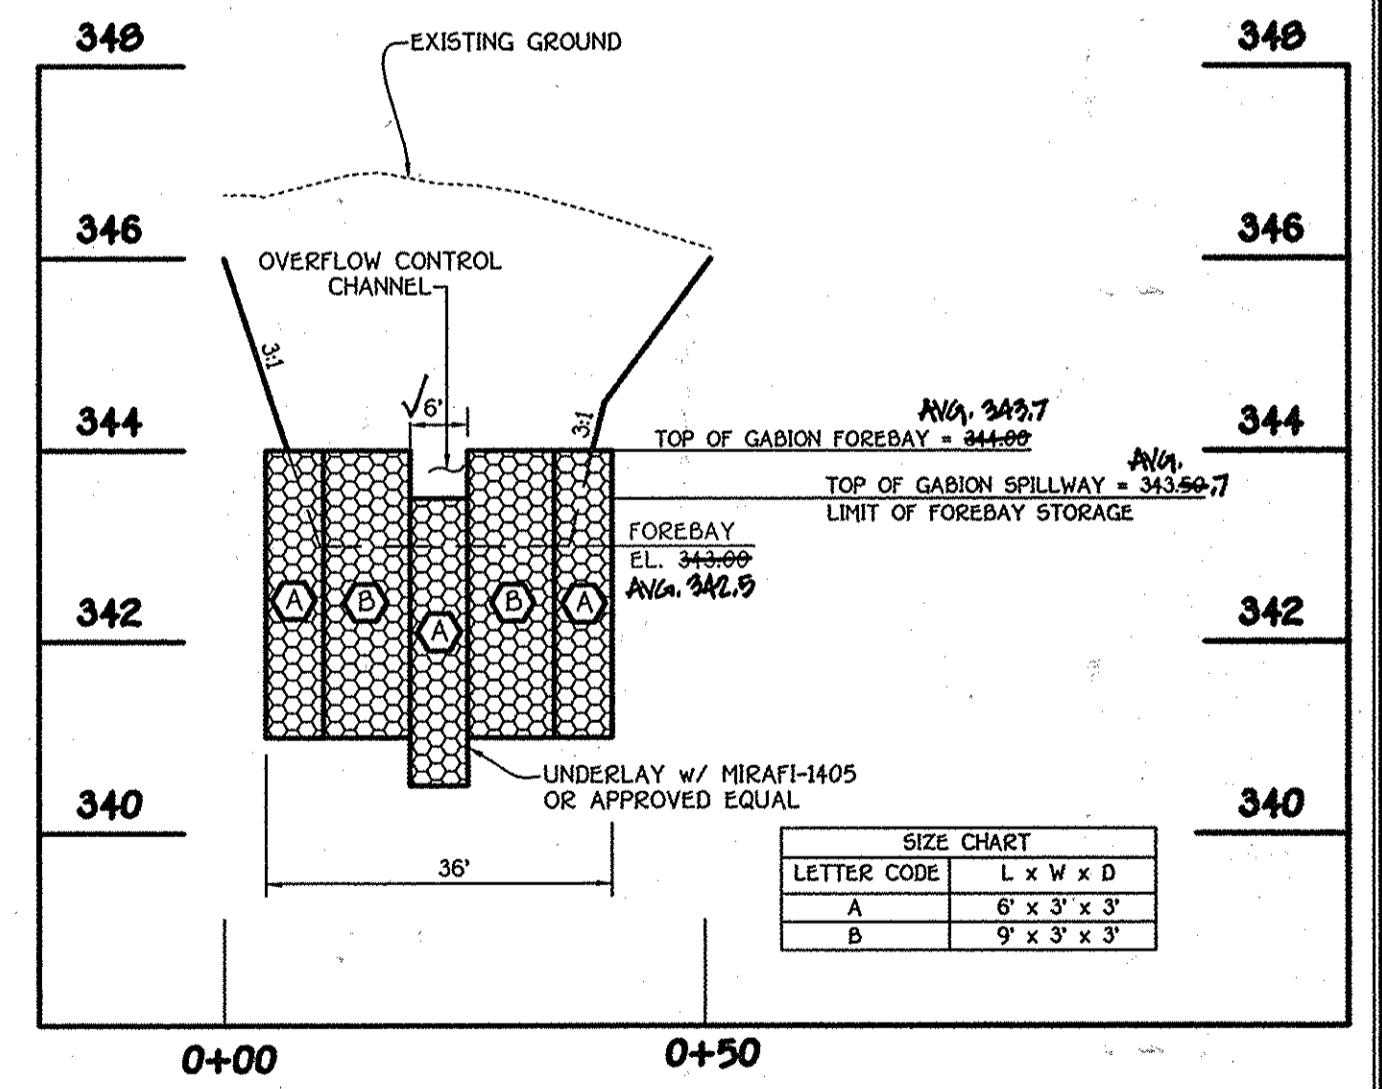 348
348
EXISTING GROUND
346
346
OVERFLOW CONTROL
CHANNEL
3:1
√6'
344
344
3:1
AVG. 343.7
TOP OF GABION FOREBAY = 344.00
AVG.
TOP OF GABION SPILLWAY = 343.50.7
LIMIT OF FOREBAY STORAGE
FOREBAY
EL. 343.00
AVG. 342.5
A
B
A
B
A
342
342
UNDERLAY w/ MIRAFI-1405
OR APPROVED EQUAL
340
340
36'
SIZE CHART
LETTER CODE L x W x D
A 6' x 3' x 3'
B 9' x 3' x 3'
0+00
0+50